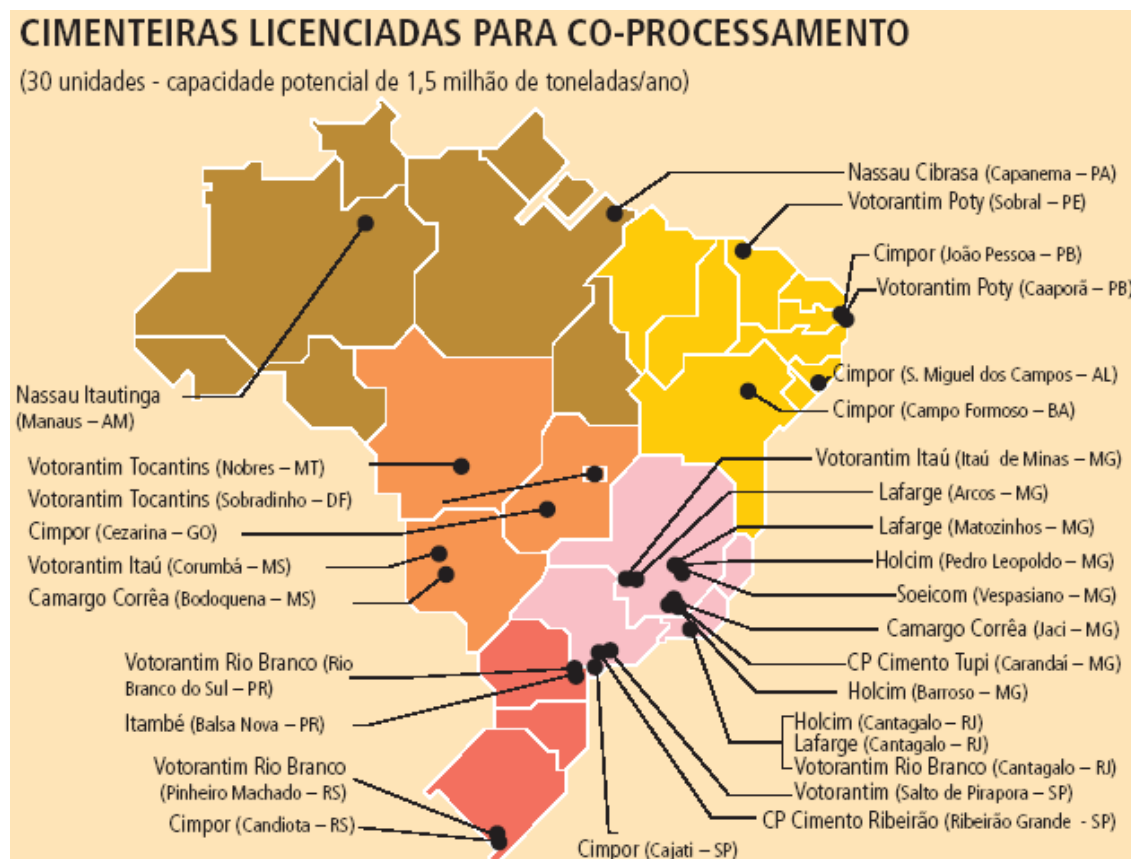 CIMENTEIRAS LICENCIADAS PARA CO-PROCESSAMENTO
(30 unidades - capacidade potencial de 1,5 milhão de toneladas/ano)
Nassau Cibrasa (Capanema – PA)
Votorantim Poty (Sobral – PE)
Cimpor (João Pessoa – PB)
Votorantim Poty (Caaporã – PB)
Cimpor (S. Miguel dos Campos – AL)
Cimpor (Campo Formoso – BA)
Votorantim Itaú (Itaú de Minas – MG)
Lafarge (Arcos – MG)
Lafarge (Matozinhos – MG)
Holcim (Pedro Leopoldo – MG)
Soeicom (Vespasiano – MG)
Camargo Corrêa (Jaci – MG)
CP Cimento Tupi (Carandaí – MG)
Holcim (Barroso – MG)
Holcim (Cantagalo – RJ)
Lafarge (Cantagalo – RJ)
Votorantim Rio Branco (Cantagalo – RJ)
Votorantim (Salto de Pirapora – SP)
CP Cimento Ribeirão (Ribeirão Grande - SP)
Cimpor (Cajati – SP)
Nassau Itautinga
(Manaus – AM)
Votorantim Tocantins (Nobres – MT)
Votorantim Tocantins (Sobradinho – DF)
Cimpor (Cezarina – GO)
Votorantim Itaú (Corumbá – MS)
Camargo Corrêa (Bodoquena – MS)
Votorantim Rio Branco (Rio
Branco do Sul – PR)
Itambé (Balsa Nova – PR)
Votorantim Rio Branco
(Pinheiro Machado – RS)
Cimpor (Candiota – RS)